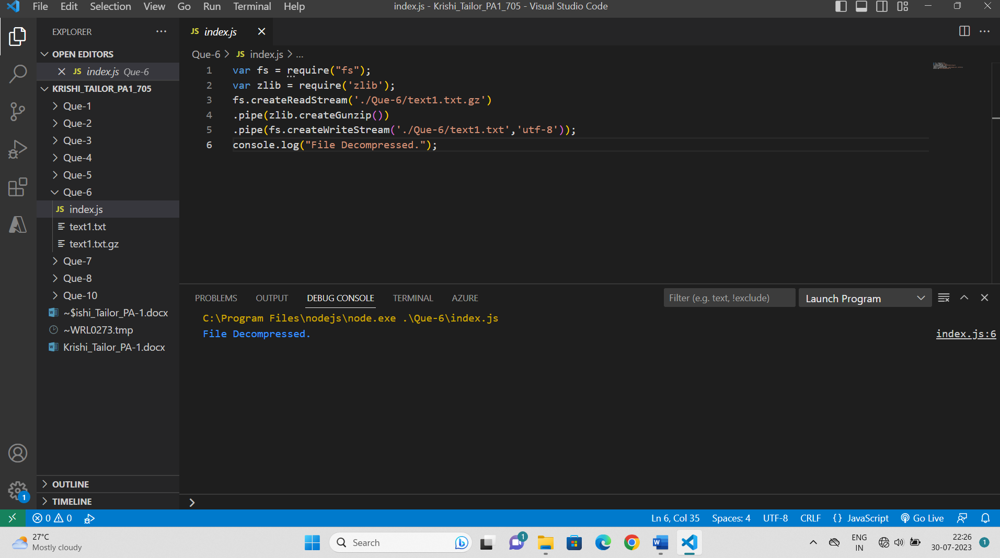 File Edit Selection View Go Run Terminal Help
index.js - Krishi_Tailor_PA1_705 - Visual Studio Code
EXPLORER
OPEN EDITORS
JS index.js Que-6
KRISHI_TAILOR_PA1_705
Que-1
Que-2
Que-3
Que-4
Que-5
Que-6
JS index.js
text1.txt
text1.txt.gz
Que-7
Que-8
Que-10
~$ishi_Tailor_PA-1.docx
~WRL0273.tmp
Krishi_Tailor_PA-1.docx
OUTLINE
TIMELINE
1
JS index.js
Que-6 > JS index.js > ...
1 var fs = require("fs");
2 var zlib = require('zlib');
3 fs.createReadStream('./Que-6/text1.txt.gz')
4 .pipe(zlib.createGunzip())
5 .pipe(fs.createWriteStream('./Que-6/text1.txt','utf-8'));
6 console.log("File Decompressed.");
PROBLEMS OUTPUT DEBUG CONSOLE TERMINAL AZURE
Filter (e.g. text, !exclude)
Launch Program
C:\Program Files\nodejs\node.exe .\Que-6\index.js
File Decompressed.
index.js:6
0 0
Ln 6, Col 35 Spaces: 4 UTF-8 CRLF {} JavaScript Go Live
27°C
Mostly cloudy
Search
1
ENG
IN
22:26
30-07-2023
1